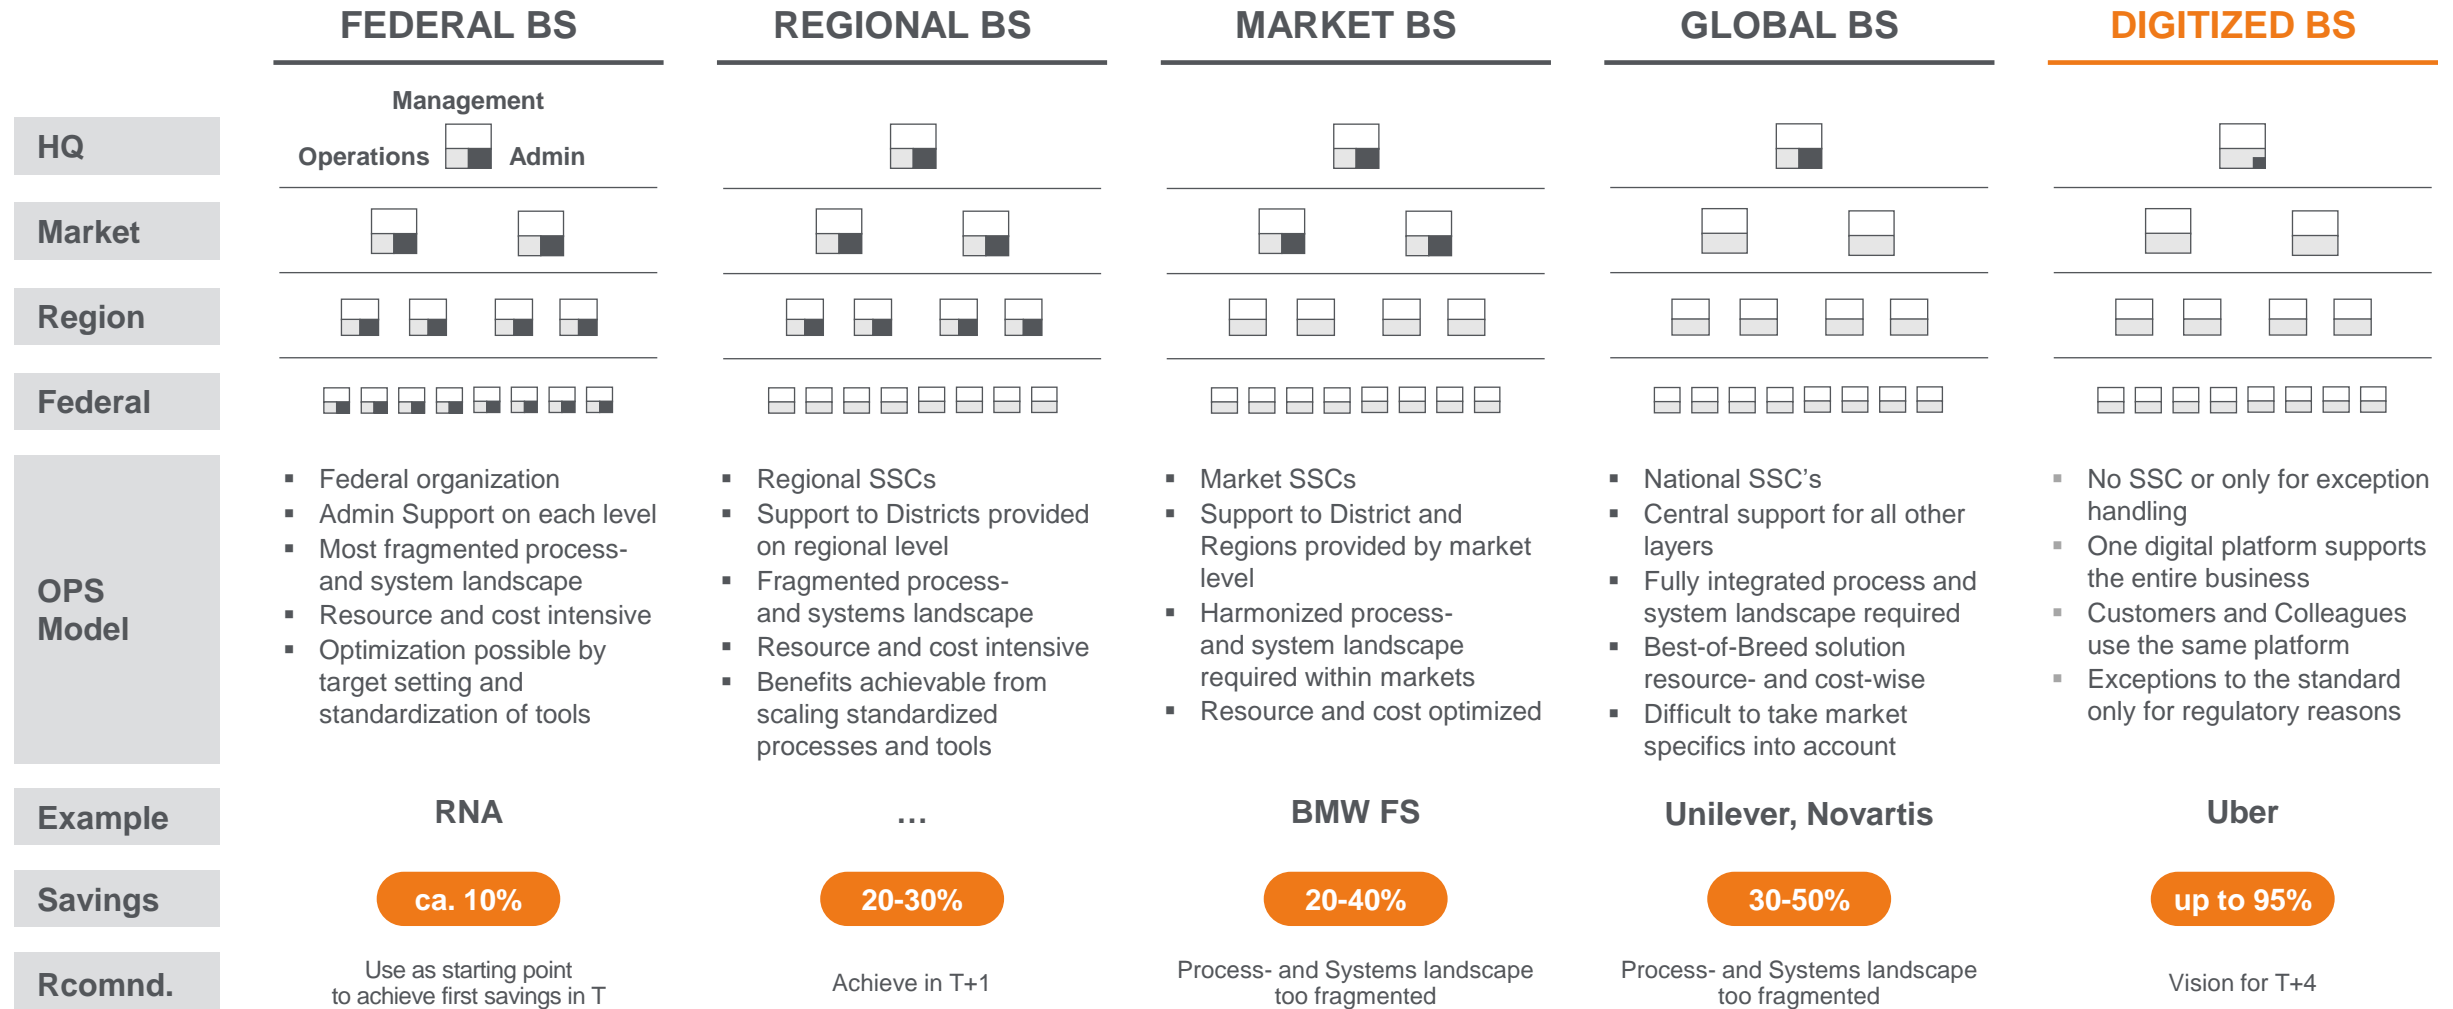 FEDERAL BS
REGIONAL BS
MARKET BS
GLOBAL BS
DIGITIZED BS
HQ
Management
Operations
Admin
Market
Region
Federal
OPS
Model
▪ Federal organization
▪ Admin Support on each level
▪ Most fragmented process-
and system landscape
▪ Resource and cost intensive
▪ Optimization possible by
target setting and
standardization of tools
▪ Regional SSCs
▪ Support to Districts provided
on regional level
▪ Fragmented process-
and systems landscape
▪ Resource and cost intensive
▪ Benefits achievable from
scaling standardized
processes and tools
▪ Market SSCs
▪ Support to District and
Regions provided by market
level
▪ Harmonized process-
and system landscape
required within markets
▪ Resource and cost optimized
▪ National SSC’s
▪ Central support for all other
layers
▪ Fully integrated process and
system landscape required
▪ Best-of-Breed solution
resource- and cost-wise
▪ Difficult to take market
specifics into account
▪ No SSC or only for exception
handling
▪ One digital platform supports
the entire business
▪ Customers and Colleagues
use the same platform
▪ Exceptions to the standard
only for regulatory reasons
Example
RNA
…
BMW FS
Unilever, Novartis
Uber
Savings
ca. 10%
20-30%
20-40%
30-50%
up to 95%
Rcomnd.
Use as starting point
to achieve first savings in T
Achieve in T+1
Process- and Systems landscape
too fragmented
Process- and Systems landscape
too fragmented
Vision for T+4